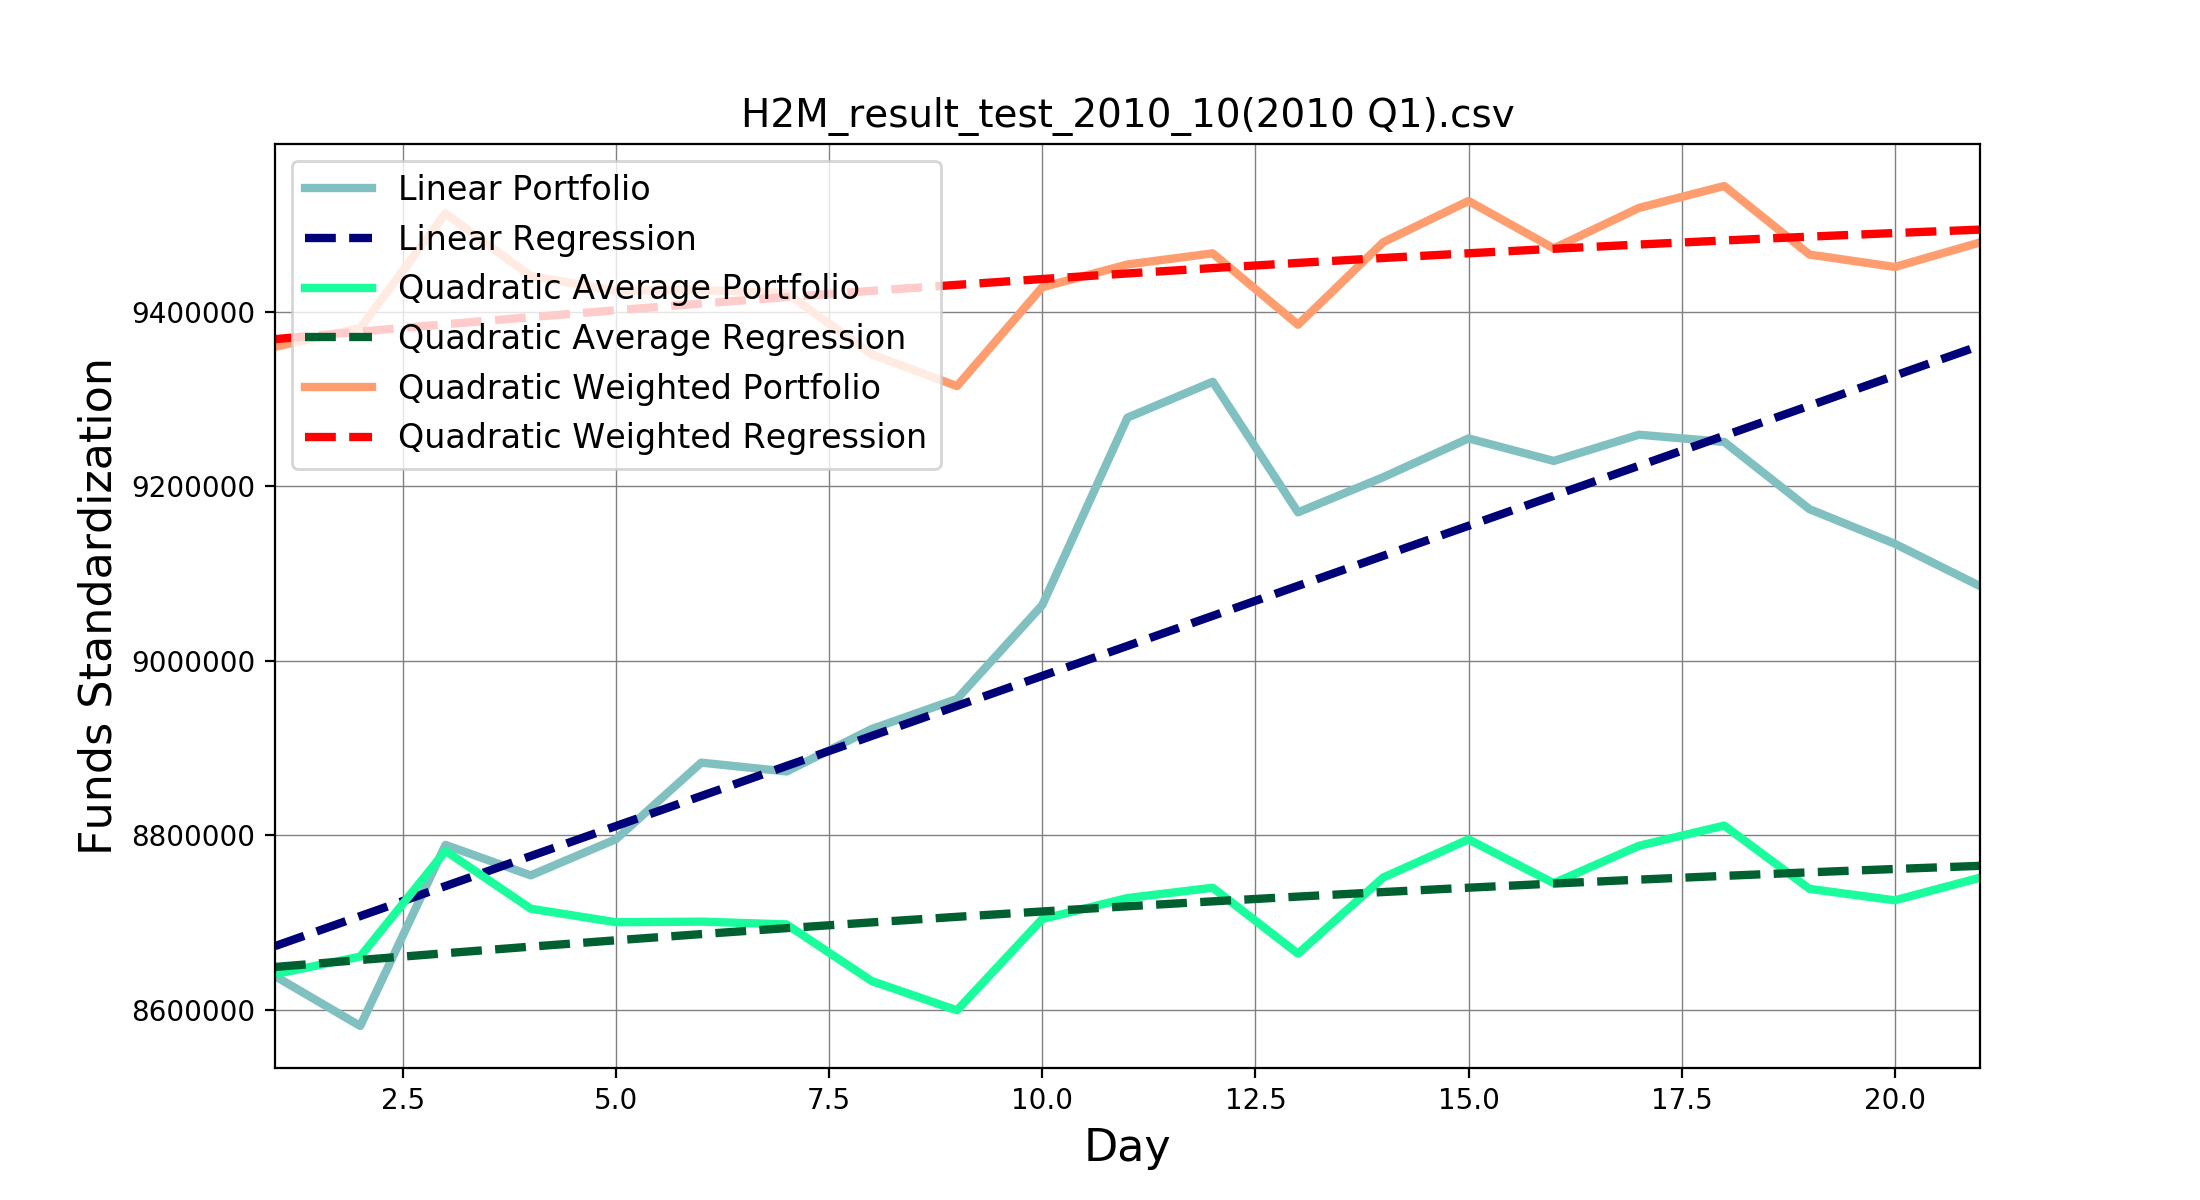 H2M_result_test_2010_10(2010 Q1).csv
Linear Portfolio
Linear Regression
Quadratic Average Portfolio
Quadratic Average Regression
Quadratic Weighted Portfolio
Quadratic Weighted Regression
Funds Standardization
9400000
9200000
9000000
8800000
8600000
2.5 5.0 7.5 10.0 12.5 15.0 17.5 20.0
Day